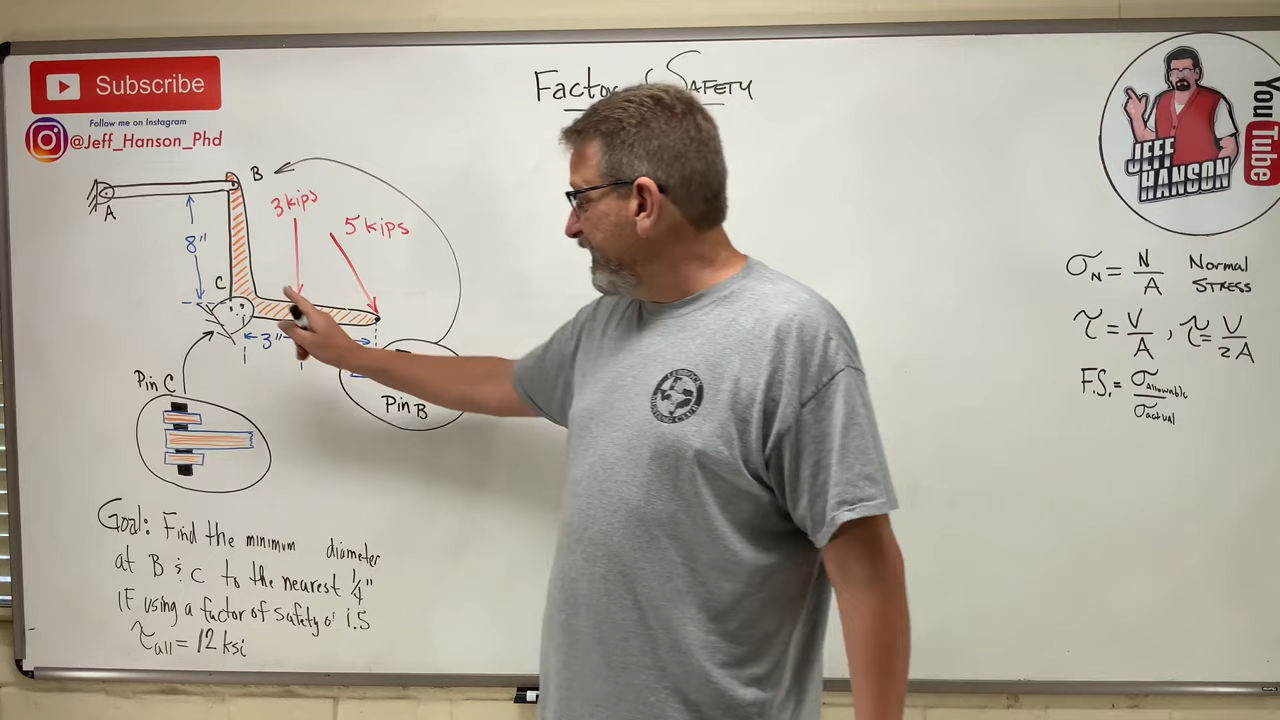 Subscribe
Follow me on Instagram
@Jeff_Hanson_Phd
Factor SAFETY
YouTube
JEFF
HANSON
A
B
3 kips
5 kips
8"
C
3"
Pin C
Pin B
σN = N/A Normal Stress
τ = V/A , τ = V/2A
F.S. = σAllowable/σactual
Goal: Find the minimum diameter
at B & C to the nearest 1/4"
IF using a factor of safety of 1.5
τall = 12 ksi